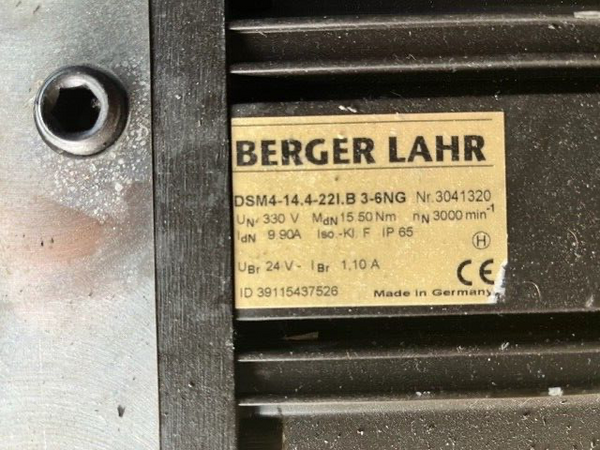 BERGER LAHR
DSM4-14.4-22I.B 3-6NG Nr.3041320
UN 330 V MdN 15.50 Nm nN 3000 min-1
IdN 9.90A Iso.-Kl F IP 65
H
UBr 24 V- IBr 1,10 A
CE
ID 39115437526 Made in Germany